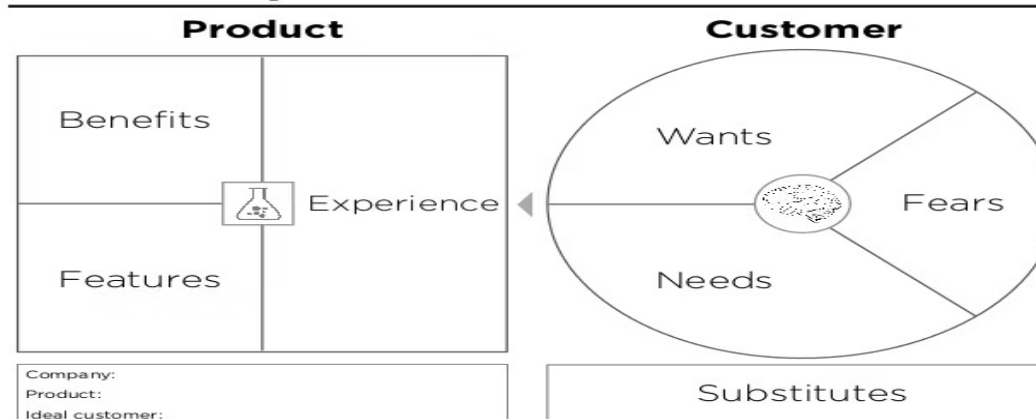 Product
Customer
Benefits
Experience
Features
Wants
Fears
Needs
Company:
Product:
Ideal customer:
Substitutes